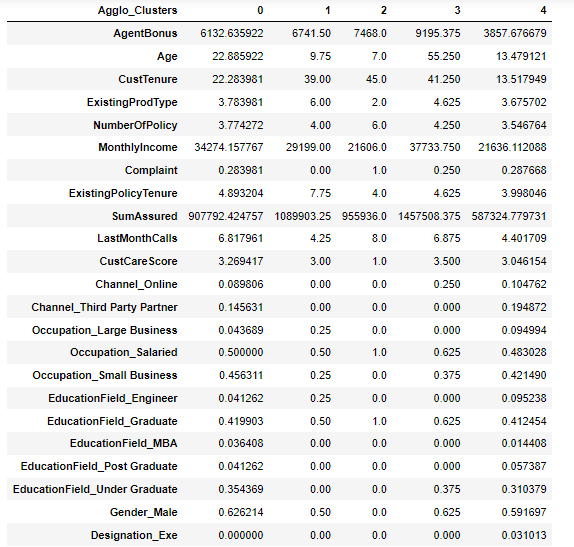 Agglo_Clusters 0 1 2 3 4
AgentBonus 6132.635922 6741.50 7468.0 9195.375 3857.676679
Age 22.885922 9.75 7.0 55.250 13.479121
CustTenure 22.283981 39.00 45.0 41.250 13.517949
ExistingProdType 3.783981 6.00 2.0 4.625 3.675702
NumberOfPolicy 3.774272 4.00 6.0 4.250 3.546764
MonthlyIncome 34274.157767 29199.00 21606.0 37733.750 21636.112088
Complaint 0.283981 0.00 1.0 0.250 0.287668
ExistingPolicyTenure 4.893204 7.75 4.0 4.625 3.998046
SumAssured 907792.424757 1089903.25 955936.0 1457508.375 587324.779731
LastMonthCalls 6.817961 4.25 8.0 6.875 4.401709
CustCareScore 3.269417 3.00 1.0 3.500 3.046154
Channel_Online 0.089806 0.00 0.0 0.250 0.104762
Channel_Third Party Partner 0.145631 0.00 0.0 0.000 0.194872
Occupation_Large Business 0.043689 0.25 0.0 0.000 0.094994
Occupation_Salaried 0.500000 0.50 1.0 0.625 0.483028
Occupation_Small Business 0.456311 0.25 0.0 0.375 0.421490
EducationField_Engineer 0.041262 0.25 0.0 0.000 0.095238
EducationField_Graduate 0.419903 0.50 1.0 0.625 0.412454
EducationField_MBA 0.036408 0.00 0.0 0.000 0.014408
EducationField_Post Graduate 0.041262 0.00 0.0 0.000 0.057387
EducationField_Under Graduate 0.354369 0.00 0.0 0.375 0.310379
Gender_Male 0.626214 0.50 0.0 0.625 0.591697
Designation_Exe 0.000000 0.00 0.0 0.000 0.031013